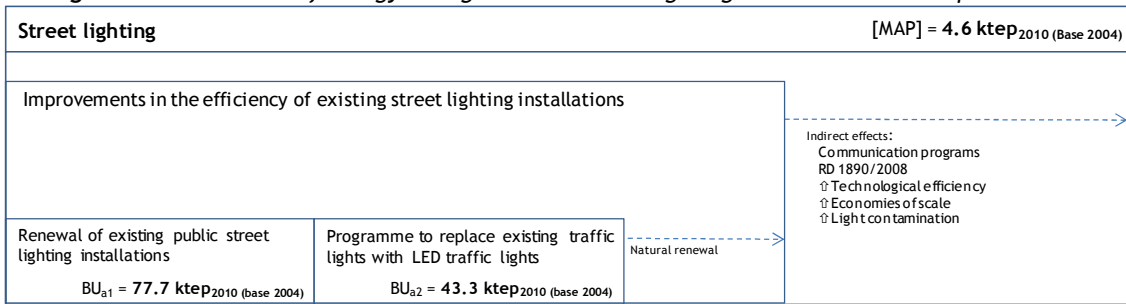 Street lighting
[MAP] = 4.6 ktep2010 (Base 2004)
Improvements in the efficiency of existing street lighting installations
Indirect effects:
Communication programs
RD 1890/2008
⇧Technological efficiency
⇧Economies of scale
⇧Light contamination
Renewal of existing public street
lighting installations
BUa1 = 77.7 ktep2010 (base 2004)
Programme to replace existing traffic
lights with LED traffic lights
BUa2 = 43.3 ktep2010 (base 2004)
Natural renewal